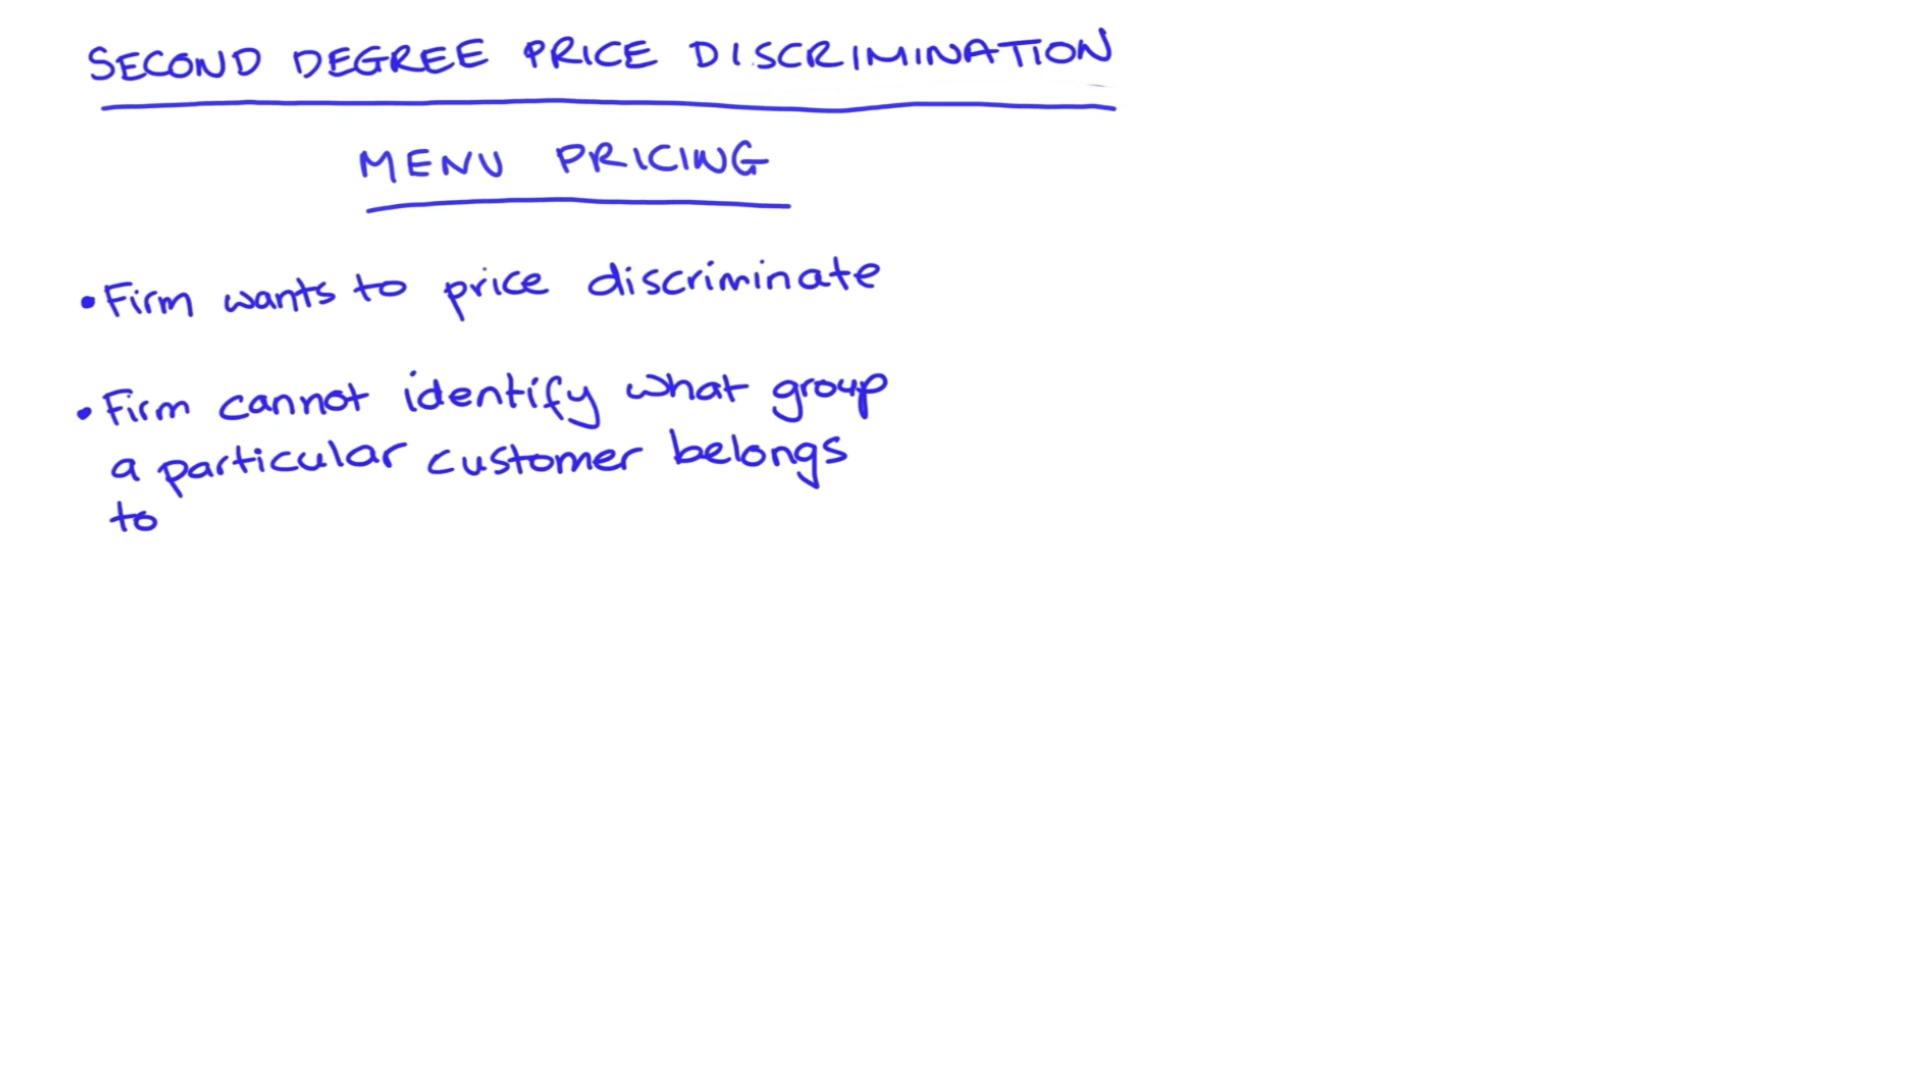 SECOND DEGREE PRICE DISCRIMINATION
MENU PRICING
• Firm wants to price discriminate
• Firm cannot identify what group
a particular customer belongs
to